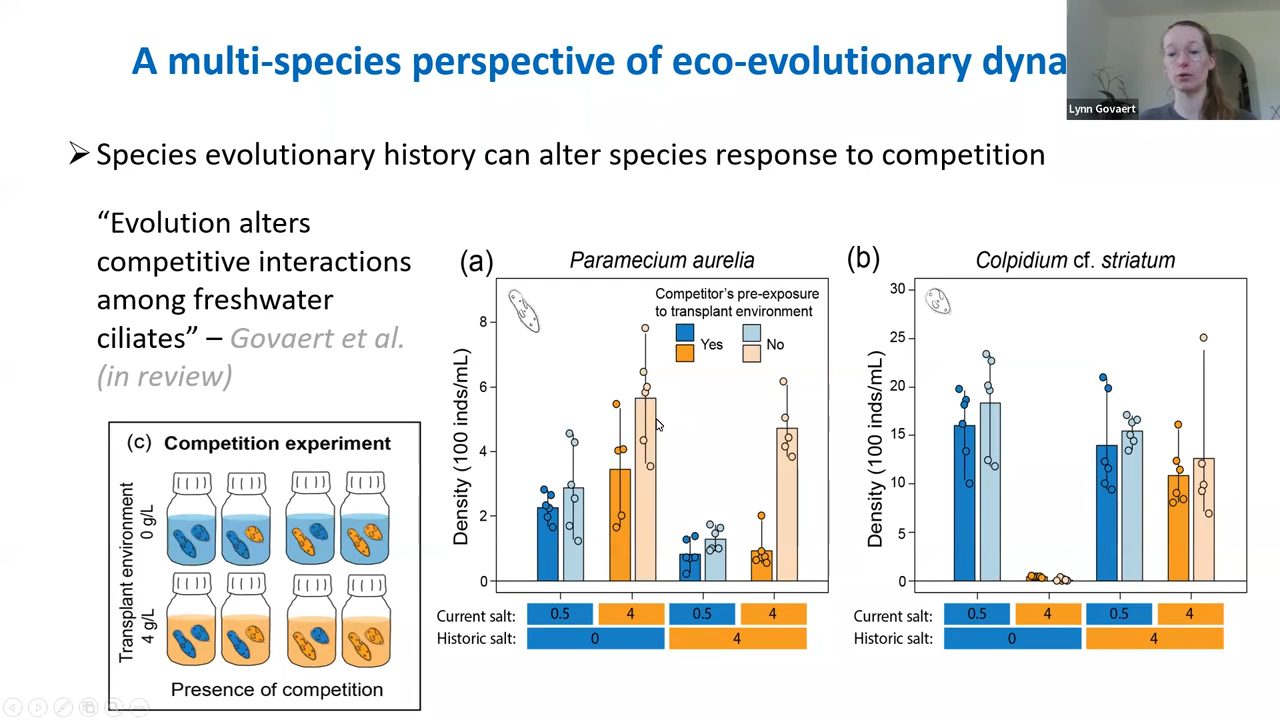 A multi-species perspective of eco-evolutionary dyna
Lynn Govaert
Species evolutionary history can alter species response to competition
“Evolution alters
competitive interactions
among freshwater
ciliates” – Govaert et al.
(in review)
(c) Competition experiment
Transplant environment
0 g/L
4 g/L
Presence of competition
(a) Paramecium aurelia
Competitor's pre-exposure
to transplant environment
Yes No
Density (100 inds/mL)
8
6
4
2
0
Current salt: 0.5 4 0.5 4
Historic salt: 0 4
(b) Colpidium cf. striatum
Density (100 inds/mL)
30
25
20
15
10
5
0
Current salt: 0.5 4 0.5 4
Historic salt: 0 4